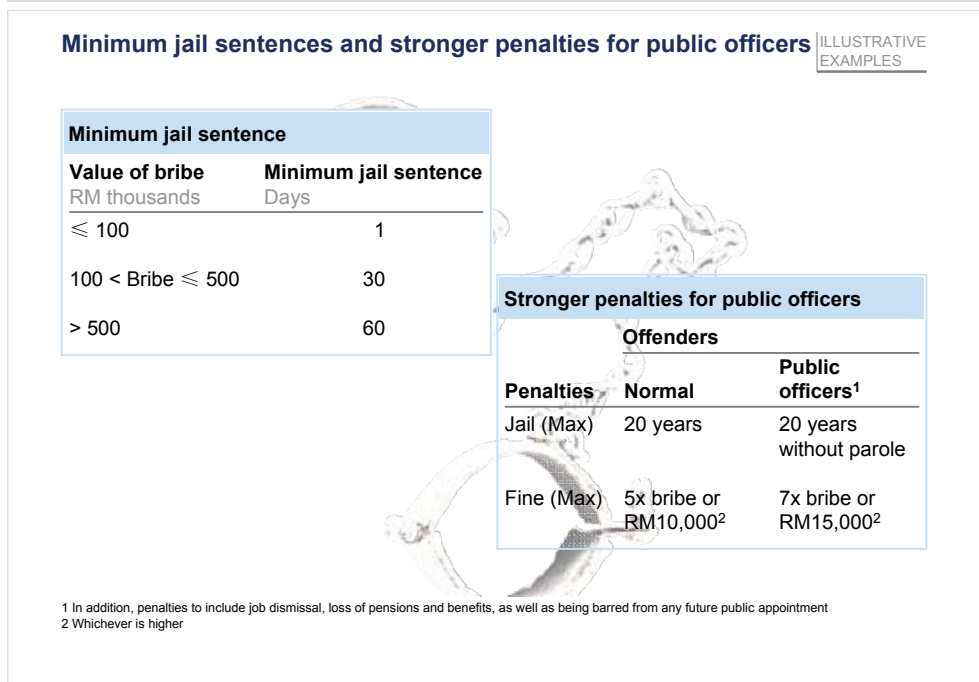 Minimum jail sentences and stronger penalties for public officers
ILLUSTRATIVE
EXAMPLES
Minimum jail sentence
Value of bribe Minimum jail sentence
RM thousands Days
≤ 100 1
100 < Bribe ≤ 500 30
> 500 60
Stronger penalties for public officers
Offenders
Public
Penalties Normal officers¹
Jail (Max) 20 years 20 years
without parole
Fine (Max) 5x bribe or 7x bribe or
RM10,000² RM15,000²
1 In addition, penalties to include job dismissal, loss of pensions and benefits, as well as being barred from any future public appointment
2 Whichever is higher